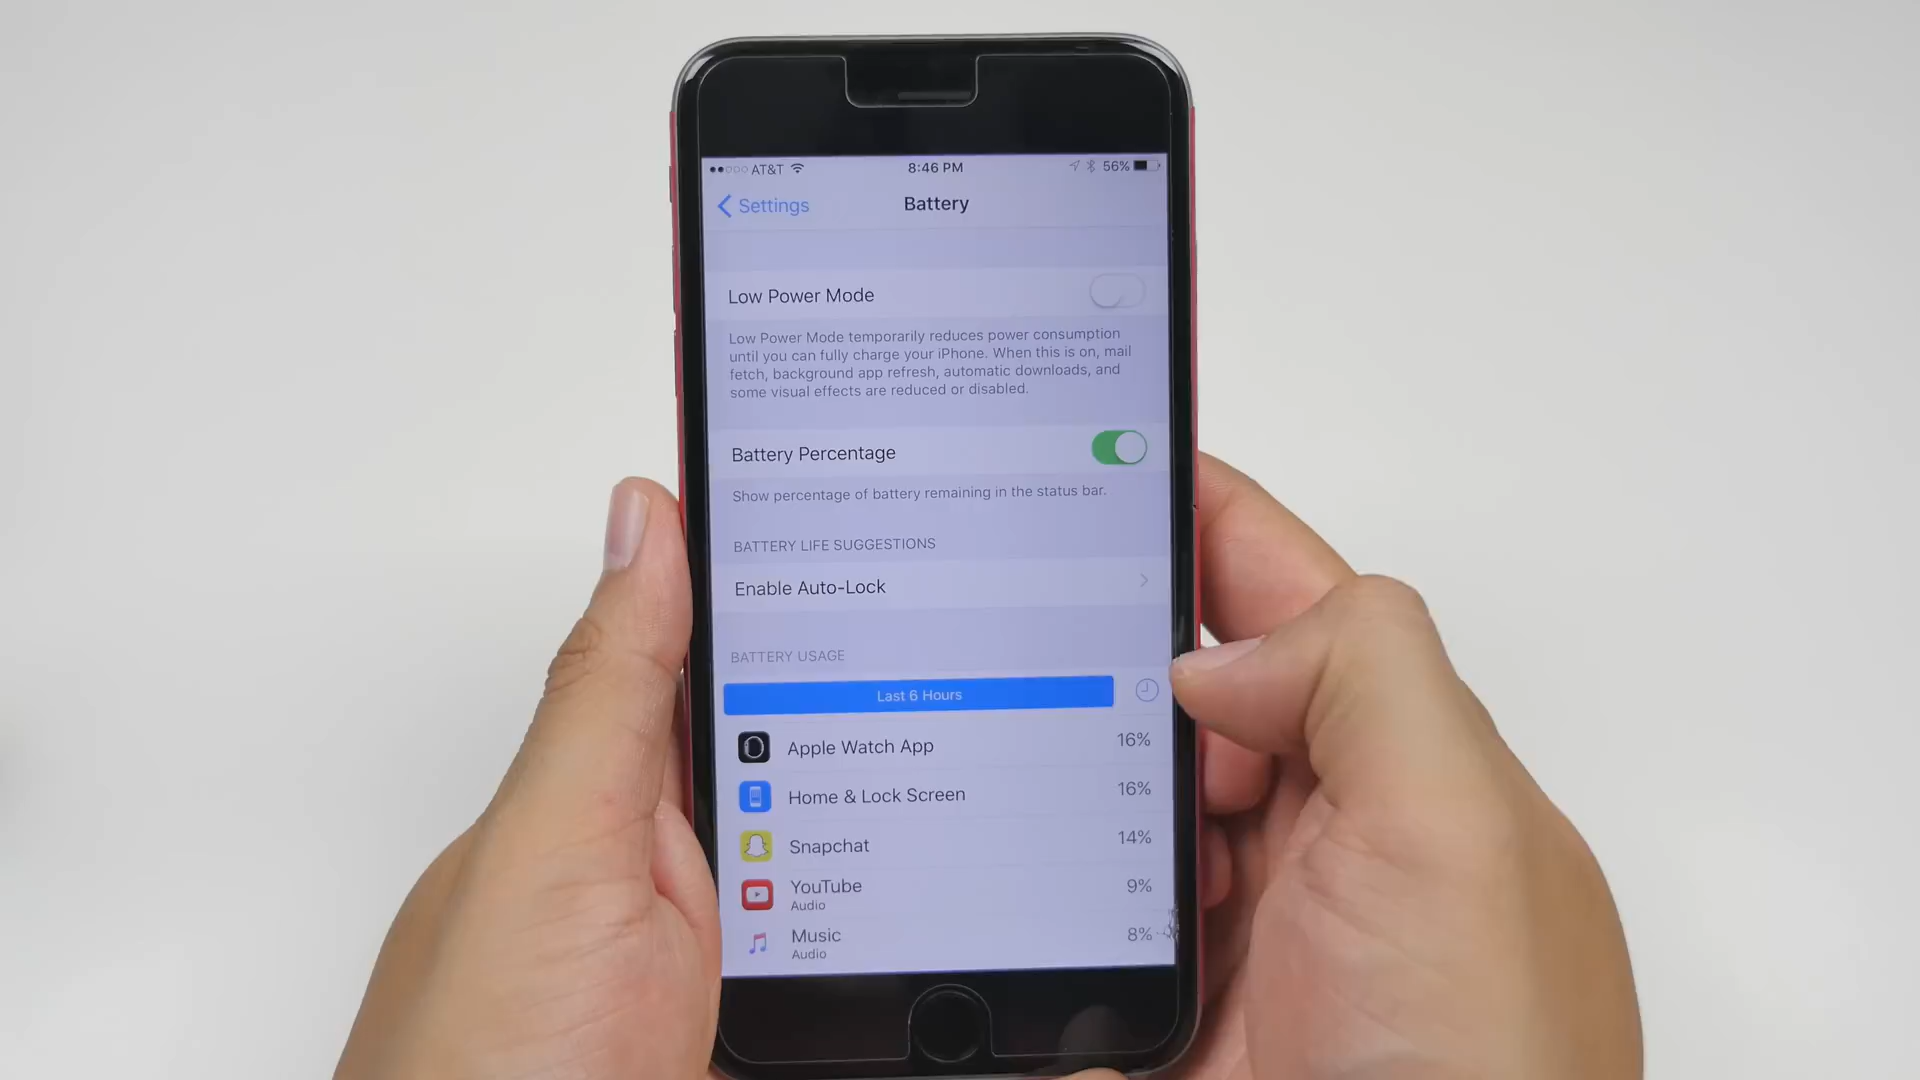 AT&T 8:46 PM 56%
Settings Battery
Low Power Mode
Low Power Mode temporarily reduces power consumption
until you can fully charge your iPhone. When this is on, mail
fetch, background app refresh, automatic downloads, and
some visual effects are reduced or disabled.
Battery Percentage
Show percentage of battery remaining in the status bar.
BATTERY LIFE SUGGESTIONS
Enable Auto-Lock
BATTERY USAGE
Last 6 Hours
Apple Watch App 16%
Home & Lock Screen 16%
Snapchat 14%
YouTube 9%
Audio
Music 8%
Audio